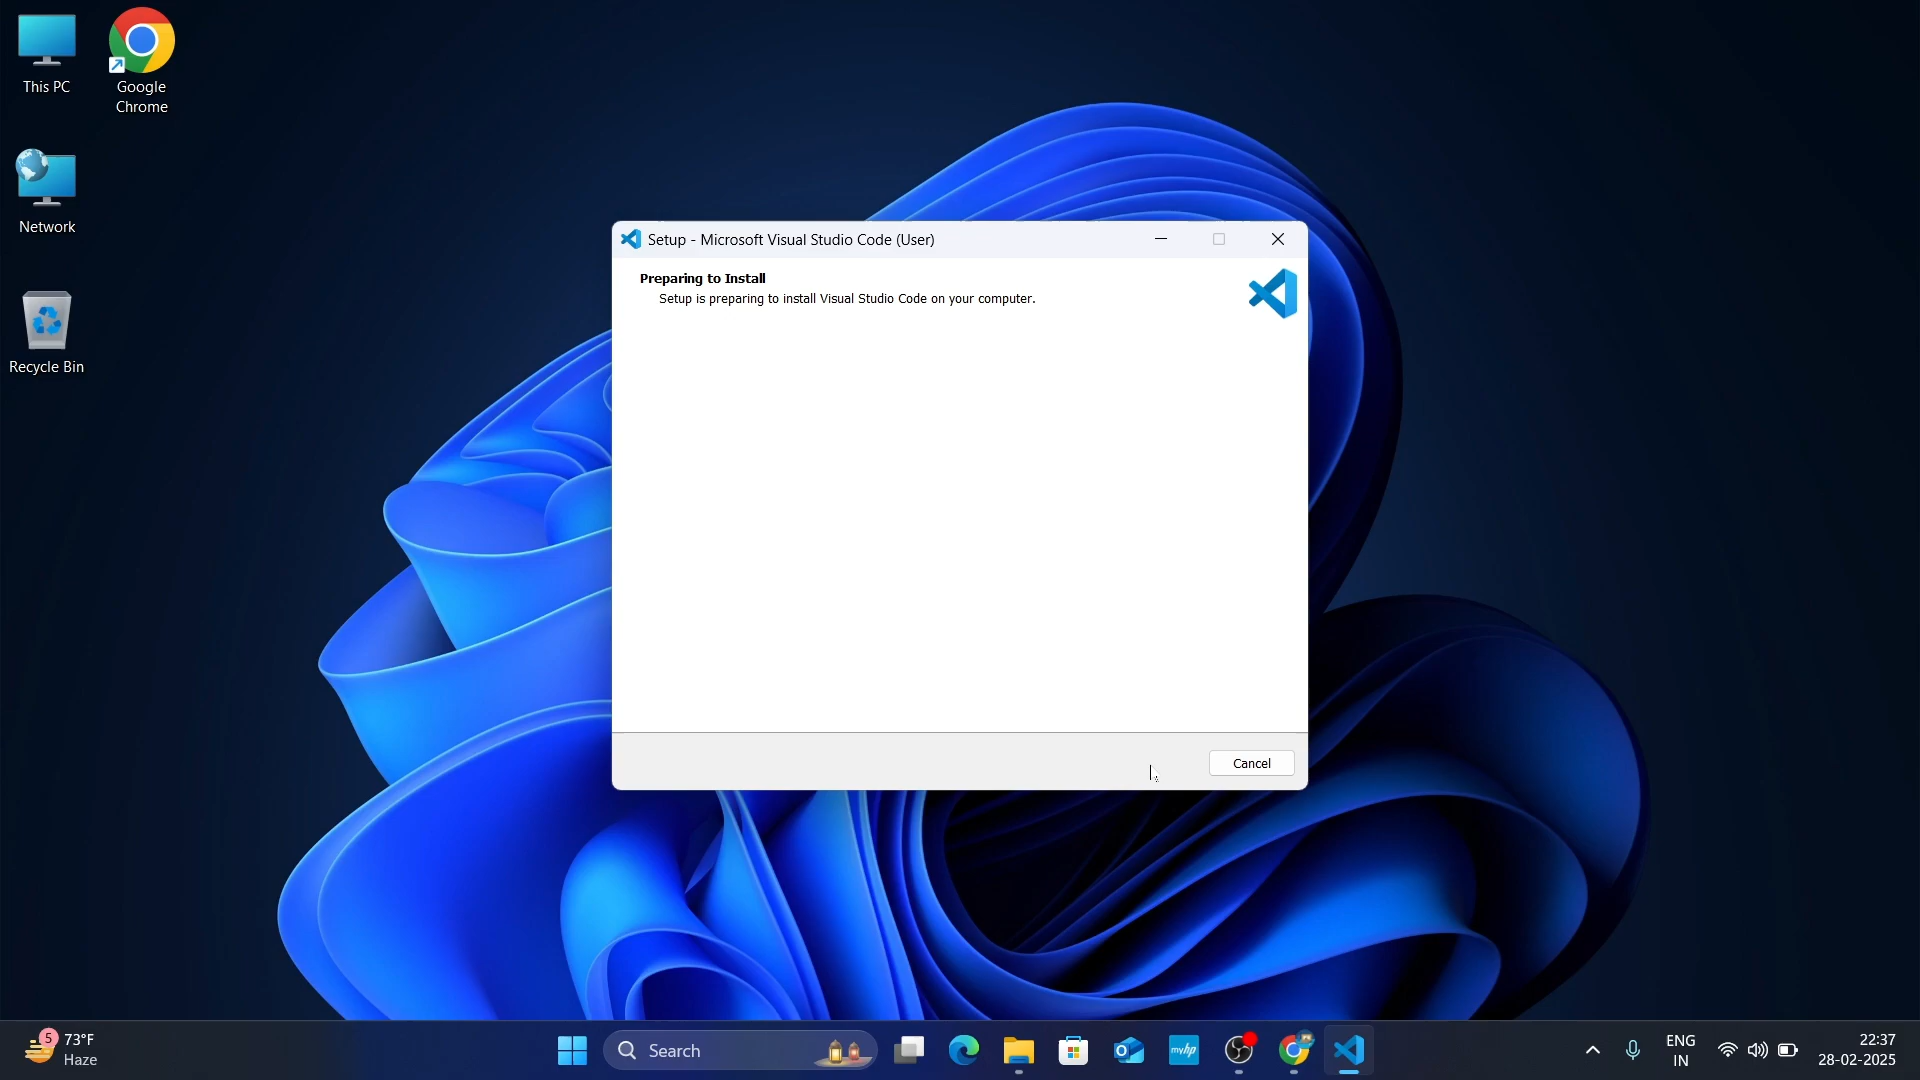 This PC
Google
Chrome
Network
Recycle Bin
Setup - Microsoft Visual Studio Code (User)
Preparing to Install
Setup is preparing to install Visual Studio Code on your computer.
Cancel
5
73°F
Haze
Search
myhp
ENG
IN
22:37
28-02-2025